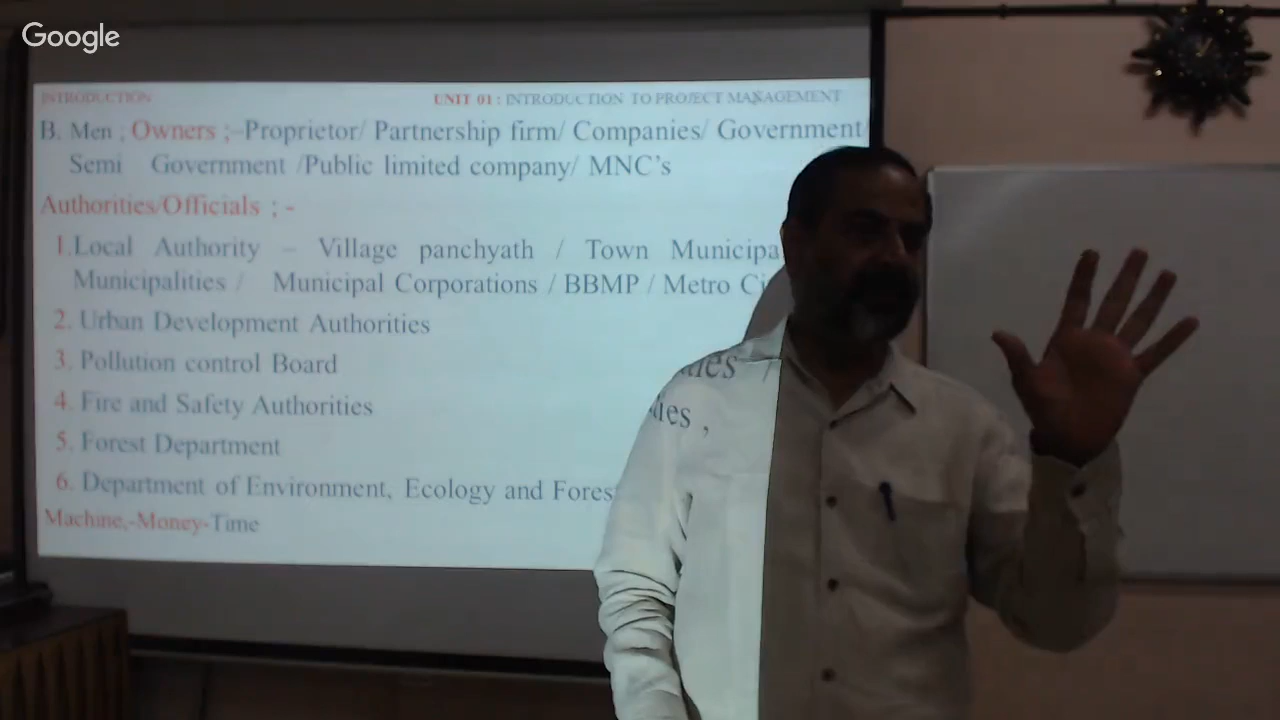 Google
INTRODUCTION UNIT 01 : INTRODUCTION TO PROJECT MANAGEMENT
B. Men ; Owners ;–Proprietor/ Partnership firm/ Companies/ Government/
Semi Government /Public limited company/ MNC's
Authorities/Officials ; -
1.Local Authority – Village panchyath / Town Municipa
Municipalities / Municipal Corporations / BBMP / Metro Ci
2. Urban Development Authorities
3. Pollution control Board
4. Fire and Safety Authorities
5. Forest Department
6. Department of Environment, Ecology and Fores
Machine,-Money-Time